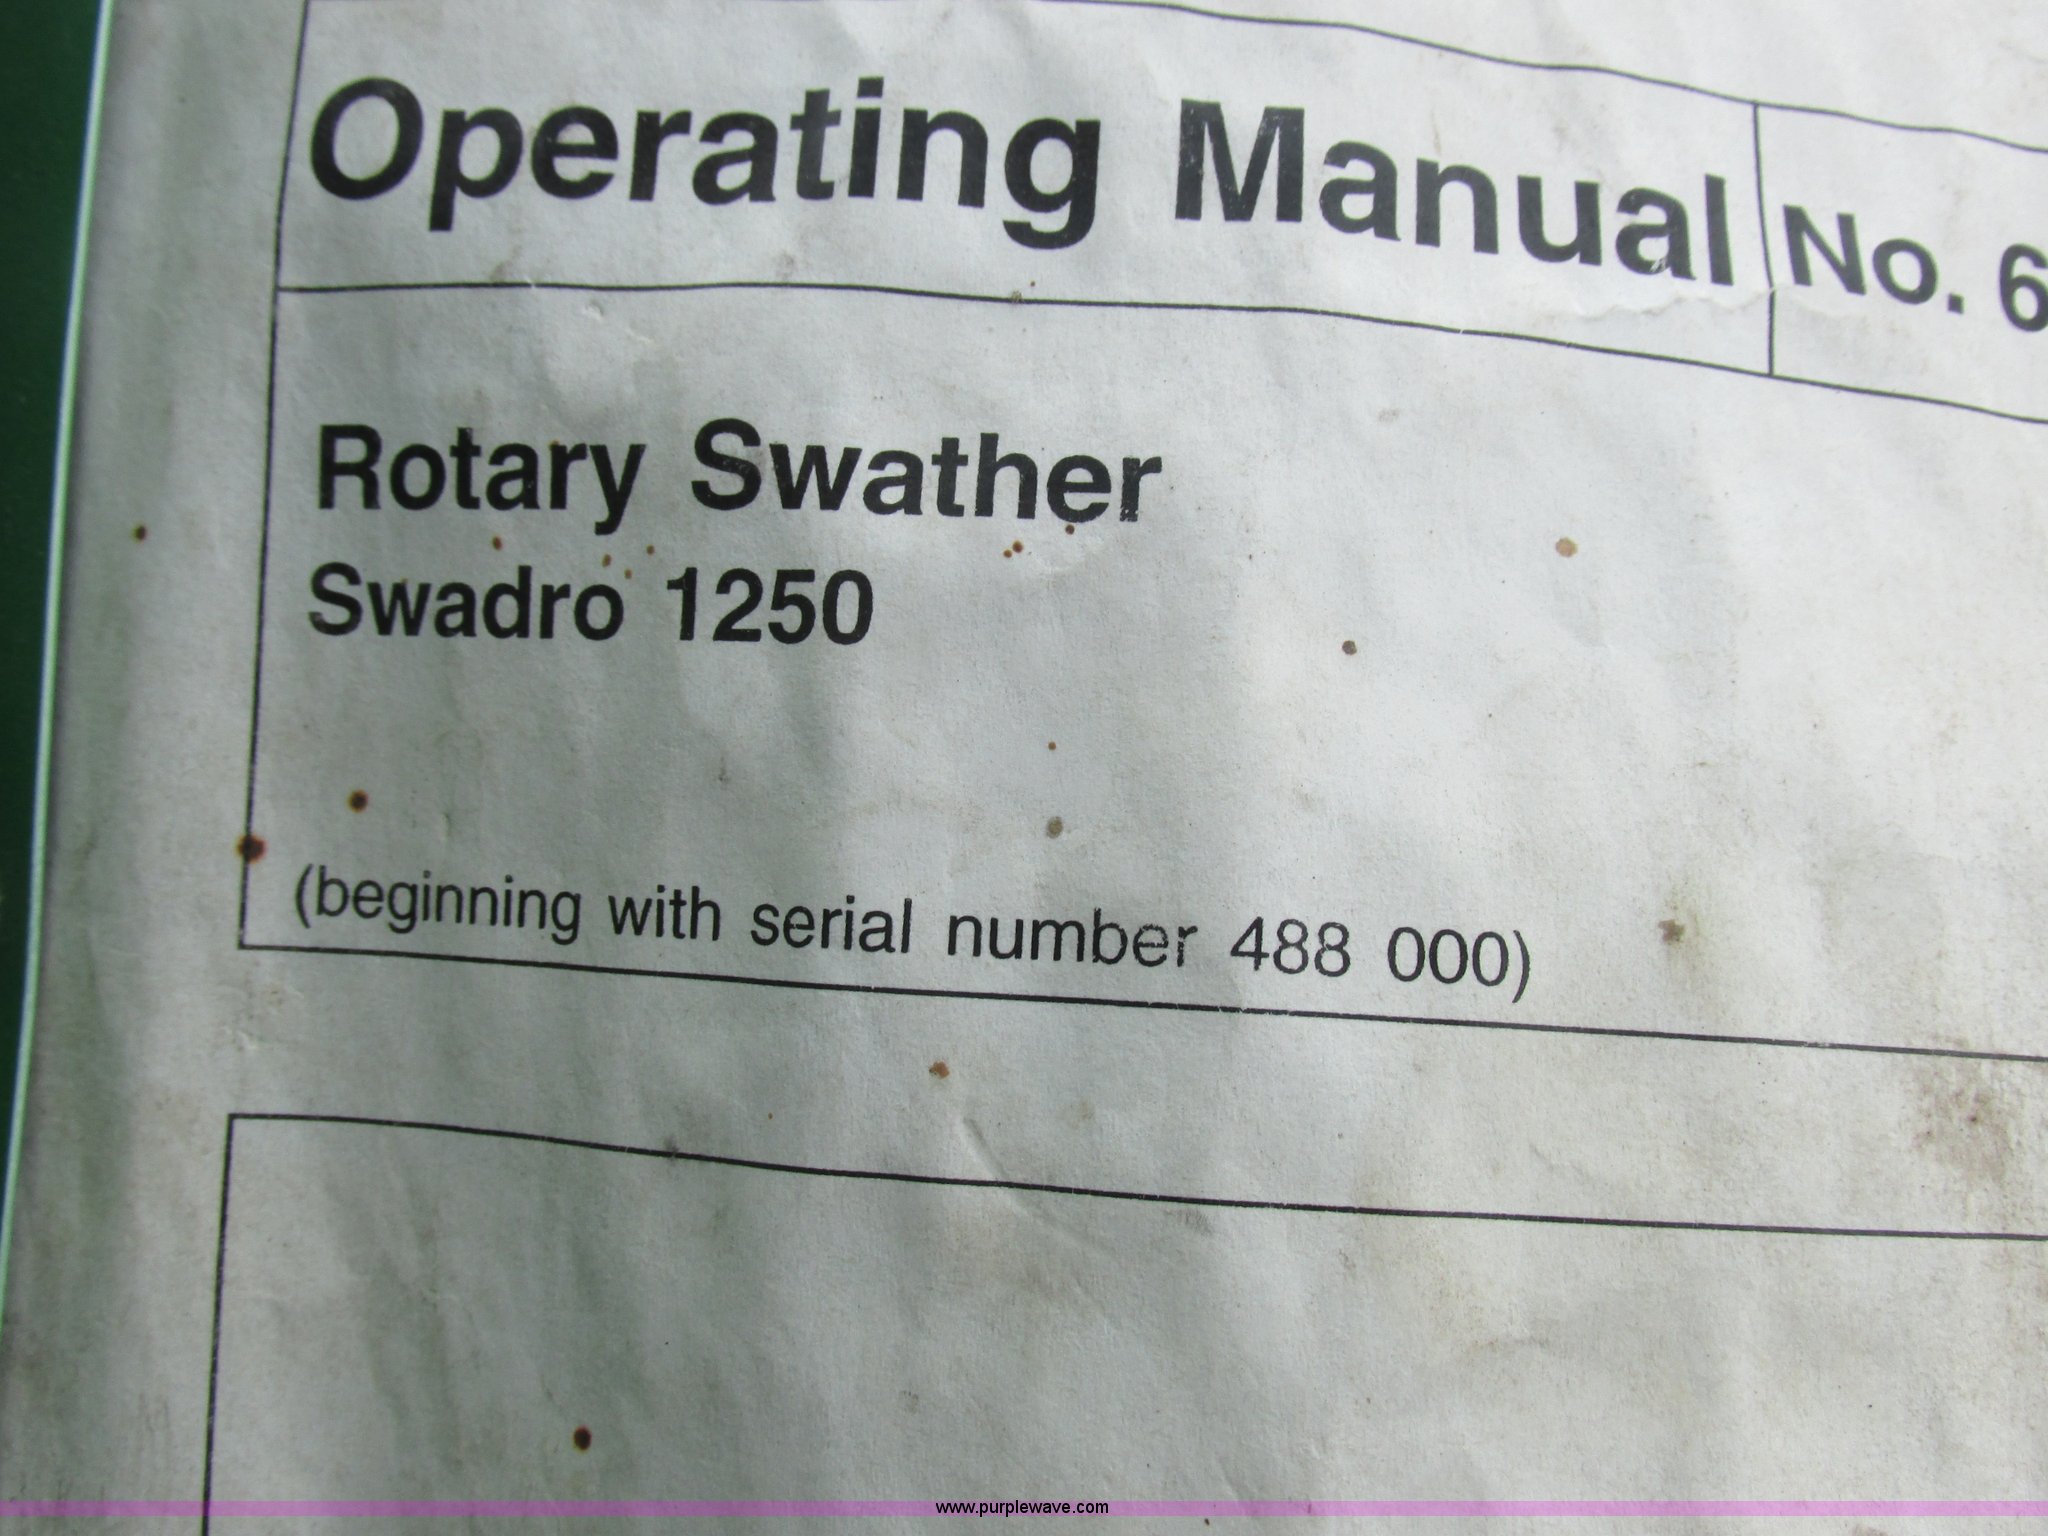 Operating Manual
No. 6
Rotary Swather
Swadro 1250
(beginning with serial number 488 000)
www.purplewave.com